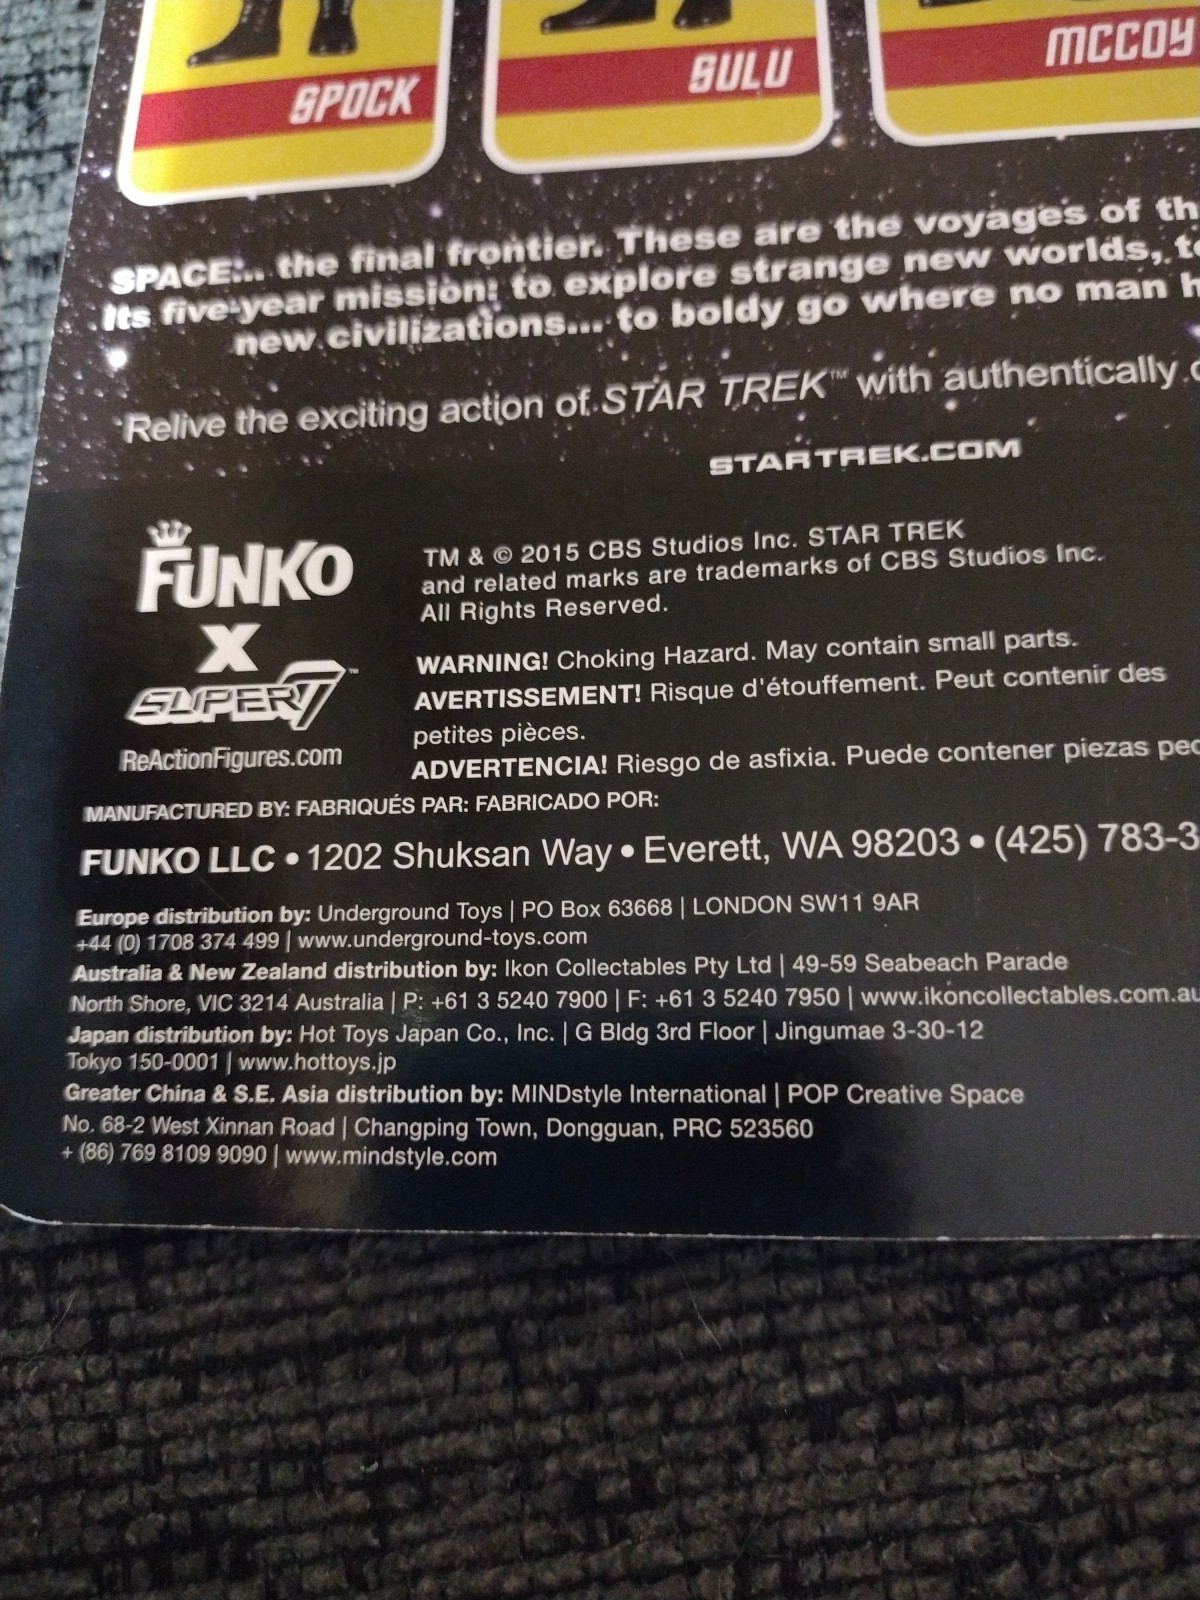 SPOCK
SULU
MCCOY
SPACE... the final frontier. These are the voyages of
Its five-year mission: to explore strange new worlds,
new civilizations... to boldy go where no man
Relive the exciting action of STAR TREK™ with authentically
STARTREK.COM
FUNKO
X
SUPER7™
ReActionFigures.com
TM & © 2015 CBS Studios Inc. STAR TREK
and related marks are trademarks of CBS Studios Inc.
All Rights Reserved.
WARNING! Choking Hazard. May contain small parts.
AVERTISSEMENT! Risque d'étouffement. Peut contenir des
petites pièces.
ADVERTENCIA! Riesgo de asfixia. Puede contener piezas
MANUFACTURED BY: FABRIQUÉS PAR: FABRICADO POR:
FUNKO LLC • 1202 Shuksan Way • Everett, WA 98203 • (425) 783-3
Europe distribution by: Underground Toys | PO Box 63668 | LONDON SW11 9AR
+44 (0) 1708 374 499 | www.underground-toys.com
Australia & New Zealand distribution by: Ikon Collectables Pty Ltd | 49-59 Seabeach Parade
North Shore, VIC 3214 Australia | P: +61 3 5240 7900 | F: +61 3 5240 7950 | www.ikoncollectables.com.au
Japan distribution by: Hot Toys Japan Co., Inc. | G Bldg 3rd Floor | Jingumae 3-30-12
Tokyo 150-0001 | www.hottoys.jp
Greater China & S.E. Asia distribution by: MINDstyle International | POP Creative Space
No. 68-2 West Xinnan Road | Changping Town, Dongguan, PRC 523560
+ (86) 769 8109 9090 | www.mindstyle.com